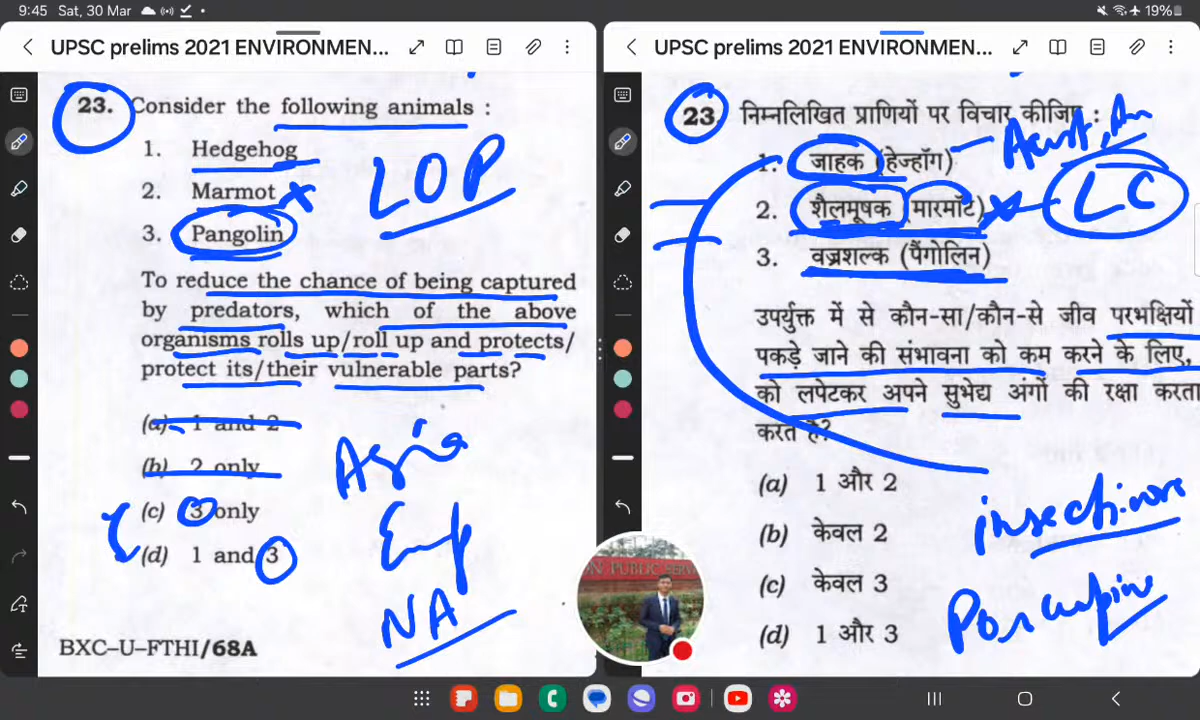 9:45 Sat, 30 Mar
19%
UPSC prelims 2021 ENVIRONMEN...
23. Consider the following animals :
1. Hedgehog
2. Marmot
3. Pangolin
LOP
To reduce the chance of being captured
by predators, which of the above
organisms rolls up/roll up and protects/
protect its/their vulnerable parts?
(a) 1 and 2
(b) 2 only
(c) 3 only
(d) 1 and 3
Asia
NA
BXC-U-FTHI/68A
UPSC prelims 2021 ENVIRONMEN...
23 निम्नलिखित प्राणियों पर विचार कीजिए :
1. जाहक (हेज्हॉग)
2. शैलमूषक (मारमॉट)
LC
3. वज्रशल्क (पैंगोलिन)
उपर्युक्त में से कौन-सा/कौन-से जीव परभक्षियों
पकड़े जाने की संभावना को कम करने के लिए,
को लपेटकर अपने सुभेद्य अंगों की रक्षा करता
करते हैं?
(a) 1 और 2
(b) केवल 2
(c) केवल 3
(d) 1 और 3
insectivore
Porcupine
ON PUBLIC SERV